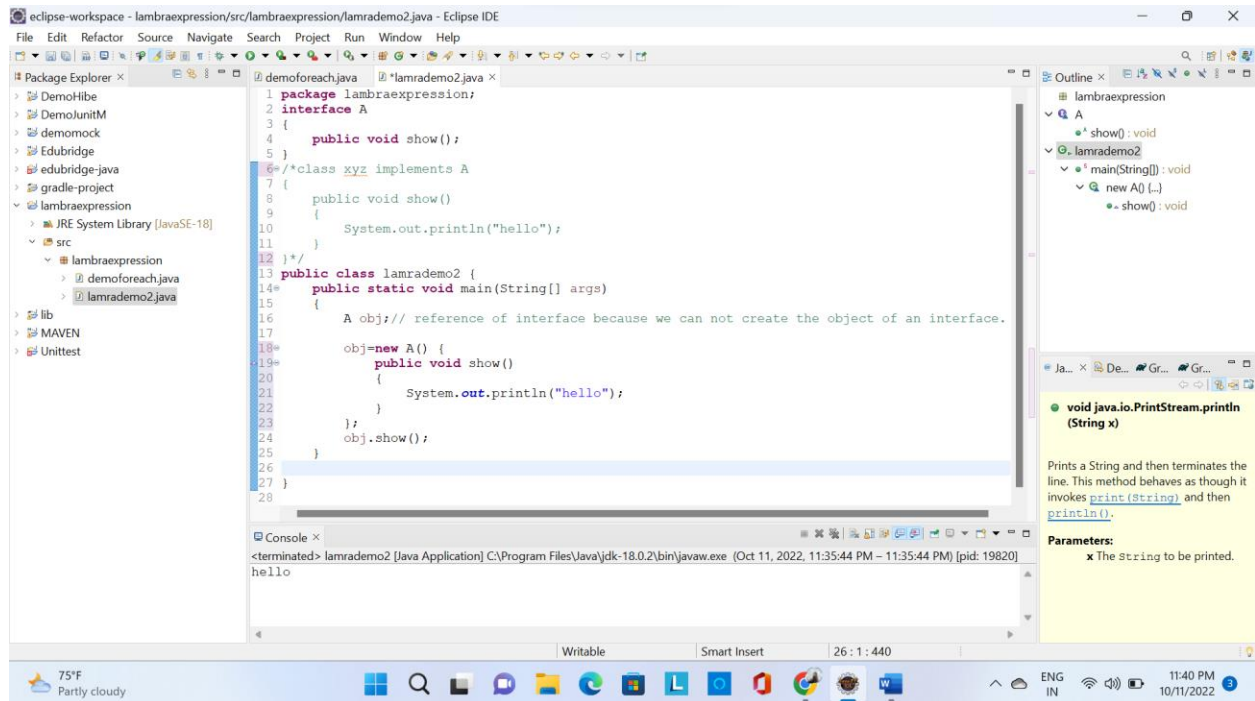 eclipse-workspace - lambraexpression/src/lambraexpression/lamrademo2.java - Eclipse IDE
File Edit Refactor Source Navigate Search Project Run Window Help
Package Explorer ×
DemoHibe
DemoJunitM
demomock
Edubridge
edubridge-java
gradle-project
lambraexpression
JRE System Library [JavaSE-18]
src
lambraexpression
demoforeach.java
lamrademo2.java
lib
MAVEN
Unittest
demoforeach.java *lamrademo2.java ×
1 package lambraexpression;
2 interface A
3 {
4     public void show();
5 }
6 /*class xyz implements A
7 {
8     public void show()
9     {
10         System.out.println("hello");
11     }
12 }*/
13 public class lamrademo2 {
14     public static void main(String[] args)
15     {
16         A obj;// reference of interface because we can not create the object of an interface.
17
18         obj=new A() {
19             public void show()
20             {
21                 System.out.println("hello");
22             }
23         };
24         obj.show();
25     }
26
27 }
28
Console ×
<terminated> lamrademo2 [Java Application] C:\Program Files\Java\jdk-18.0.2\bin\javaw.exe (Oct 11, 2022, 11:35:44 PM – 11:35:44 PM) [pid: 19820]
hello
Outline ×
lambraexpression
A
show() : void
lamrademo2
main(String[]) : void
new A() {...}
show() : void
Ja... × De... Gr... Gr...
void java.io.PrintStream.println
(String x)
Prints a String and then terminates the
line. This method behaves as though it
invokes print(String) and then
println().
Parameters:
x The String to be printed.
Writable Smart Insert 26 : 1 : 440
75°F
Partly cloudy
ENG
IN
11:40 PM
10/11/2022
3